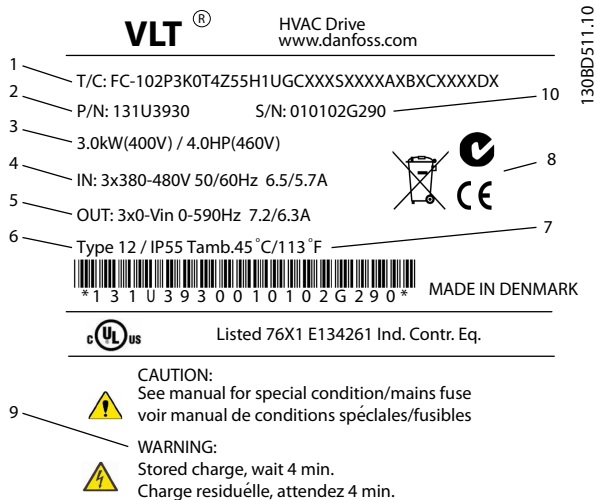 VLT ®
HVAC Drive
www.danfoss.com
130BD511.10
1
T/C: FC-102P3K0T4Z55H1UGCXXXSXXXXAXBXCXXXXDX
2
P/N: 131U3930 S/N: 010102G290
10
3
3.0kW(400V) / 4.0HP(460V)
4
IN: 3x380-480V 50/60Hz 6.5/5.7A
8
CE
5
OUT: 3x0-Vin 0-590Hz 7.2/6.3A
6
Type 12 / IP55 Tamb.45˚C/113˚F
7
*131U3930010102G290*
MADE IN DENMARK
c UL us
Listed 76X1 E134261 Ind. Contr. Eq.
CAUTION:
See manual for special condition/mains fuse
voir manual de conditions spéclales/fusibles
9
WARNING:
Stored charge, wait 4 min.
Charge residuélle, attendez 4 min.